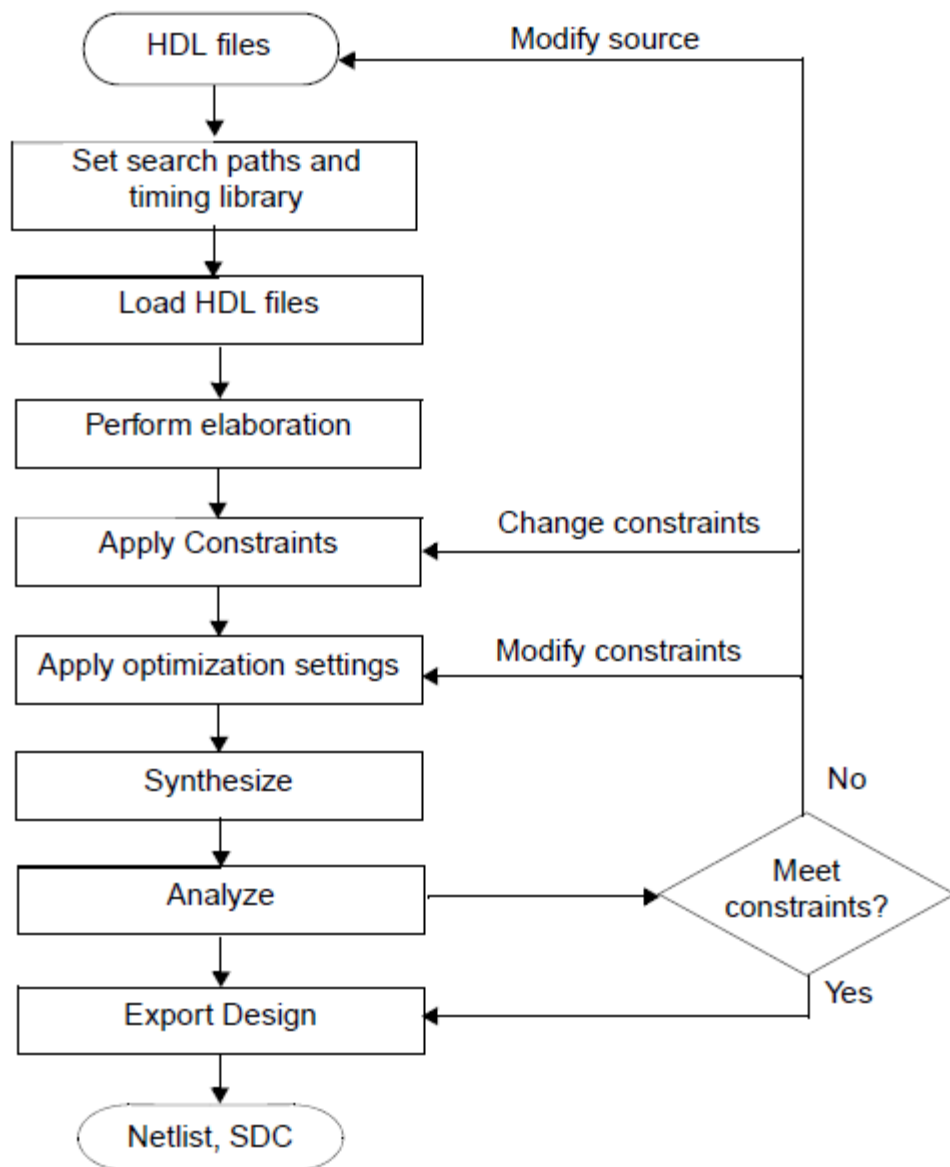 HDL files
Modify source
Set search paths and
timing library
Load HDL files
Perform elaboration
Apply Constraints
Change constraints
Apply optimization settings
Modify constraints
Synthesize
No
Analyze
Meet
constraints?
Export Design
Yes
Netlist, SDC